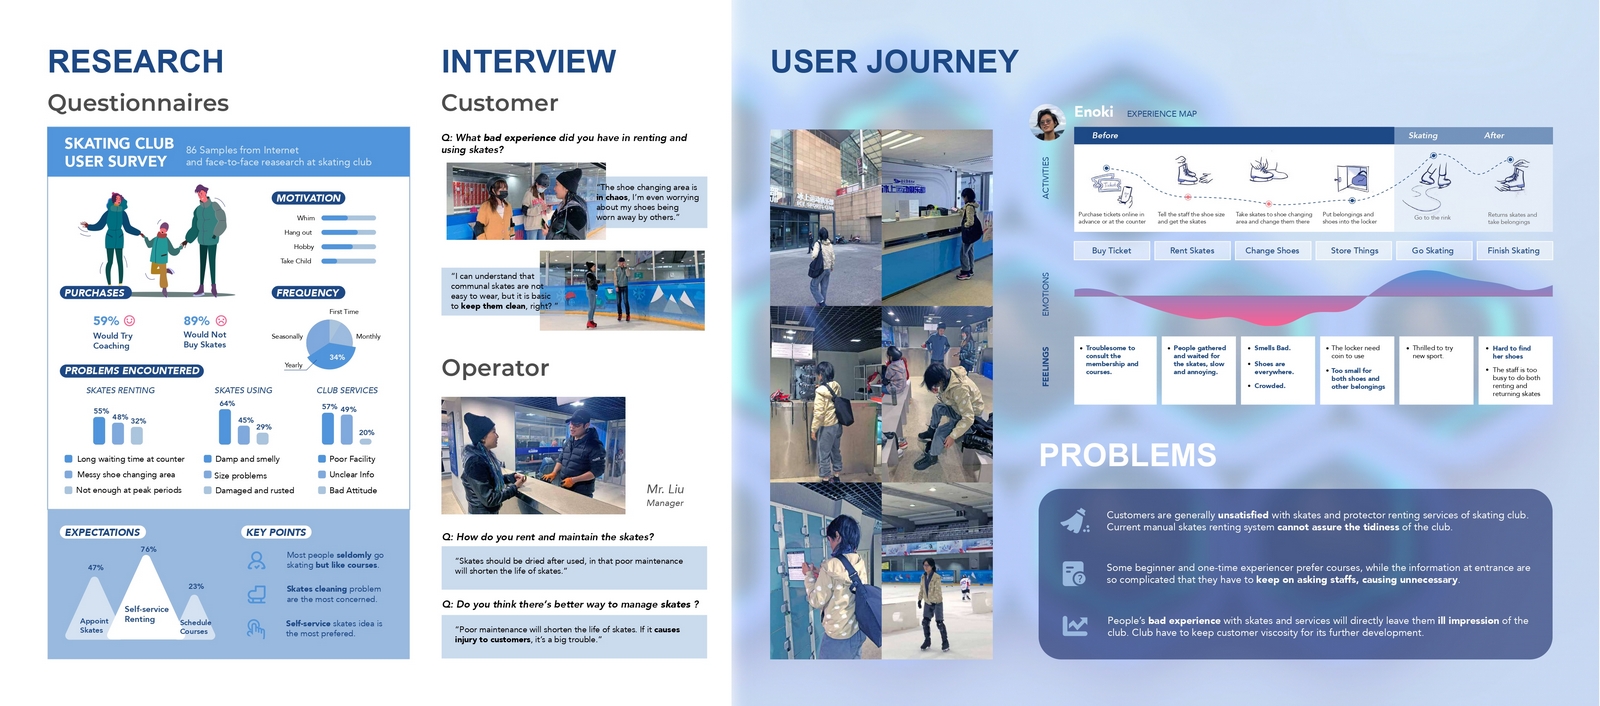 RESEARCH
Questionnaires
SKATING CLUB
USER SURVEY
86 Samples from Internet
and face-to-face reasearch at skating club
MOTIVATION
Whim
Hang out
Hobby
Take Child
PURCHASES
59%
Would Try
Coaching
89%
Would Not
Buy Skates
FREQUENCY
First Time
Seasonally
Monthly
34%
Yearly
PROBLEMS ENCOUNTERED
SKATES RENTING
55%
48%
32%
Long waiting time at counter
Messy shoe changing area
Not enough at peak periods
SKATES USING
64%
45%
29%
Damp and smelly
Size problems
Damaged and rusted
CLUB SERVICES
57%
49%
20%
Poor Facility
Unclear Info
Bad Attitude
EXPECTATIONS
47%
76%
23%
Appoint
Skates
Self-service
Renting
Schedule
Courses
KEY POINTS
Most people seldomly go
skating but like courses.
Skates cleaning problem
are the most concerned.
Self-service skates idea is
the most prefered.
INTERVIEW
Customer
Q: What bad experience did you have in renting and
using skates?
"The shoe changing area is
in chaos, I'm even worrying
about my shoes being
worn away by others."
"I can understand that
communal skates are not
easy to wear, but it is basic
to keep them clean, right? "
Operator
Mr. Liu
Manager
Q: How do you rent and maintain the skates?
"Skates should be dried after used, in that poor maintenance
will shorten the life of skates."
Q: Do you think there's better way to manage skates ?
"Poor maintenance will shorten the life of skates. If it causes
injury to customers, it's a big trouble."
USER JOURNEY
Enoki
EXPERIENCE MAP
Before
Skating
After
ACTIVITIES
Tickets
Purchase tickets online in
advance or at the counter
Tell the staff the shoe size
and get the skates
Take skates to shoe changing
area and change them there
Put belongings and
shoes into the locker
Go to the rink
Returns skates and
take belongings
Buy Ticket
Rent Skates
Change Shoes
Store Things
Go Skating
Finish Skating
EMOTIONS
FEELINGS
• Troublesome to
consult the
membership and
courses.
• People gathered
and waited for
the skates, slow
and annoying.
• Smells Bad.
• Shoes are
everywhere.
• Crowded.
• The locker need
coin to use
• Too small for
both shoes and
other belongings
• Thrilled to try
new sport.
• Hard to find
her shoes
• The staff is too
busy to do both
renting and
returning skates
PROBLEMS
Customers are generally unsatisfied with skates and protector renting services of skating club.
Current manual skates renting system cannot assure the tidiness of the club.
Some beginner and one-time experiencer prefer courses, while the information at entrance are
so complicated that they have to keep on asking staffs, causing unnecessary.
People's bad experience with skates and services will directly leave them ill impression of the
club. Club have to keep customer viscosity for its further development.